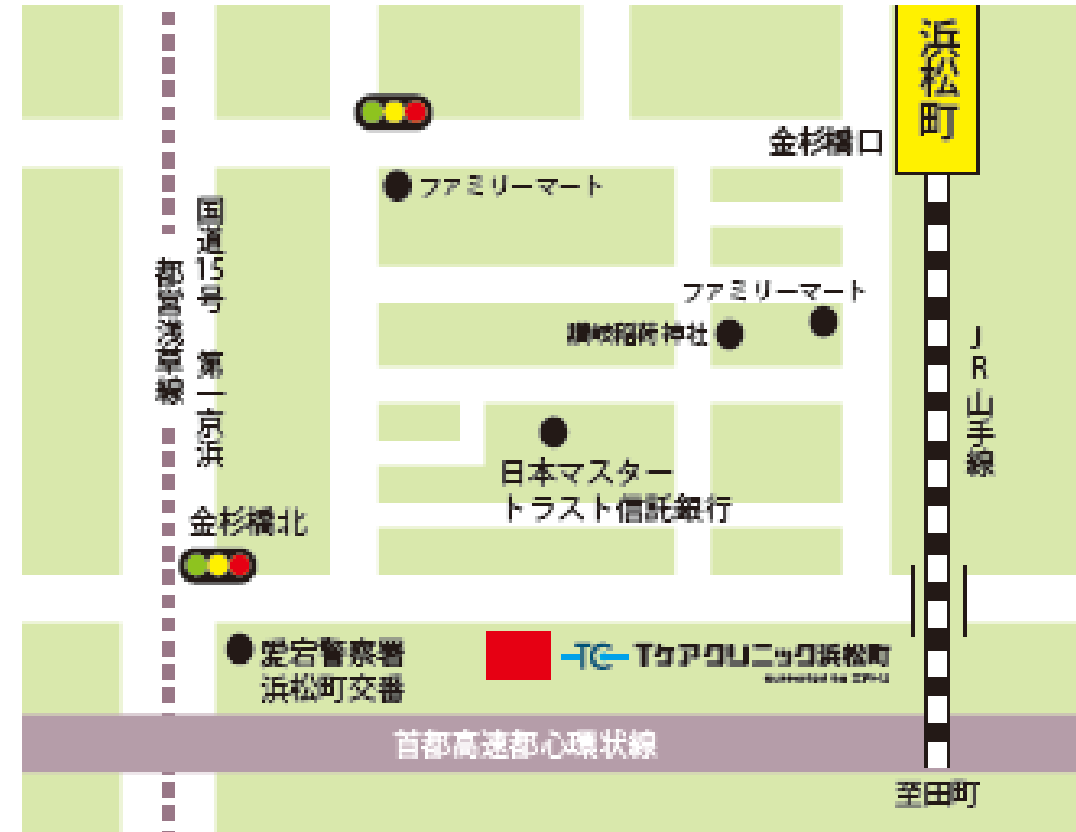 浜松町
金杉橋口
ファミリーマート
国道15号 第一京浜
都営浅草線
ファミリーマート
讃岐稲荷神社
JR山手線
日本マスター
トラスト信託銀行
金杉橋北
愛宕警察署
浜松町交番
TC Tケアクリニック浜松町
首都高速都心環状線
至田町